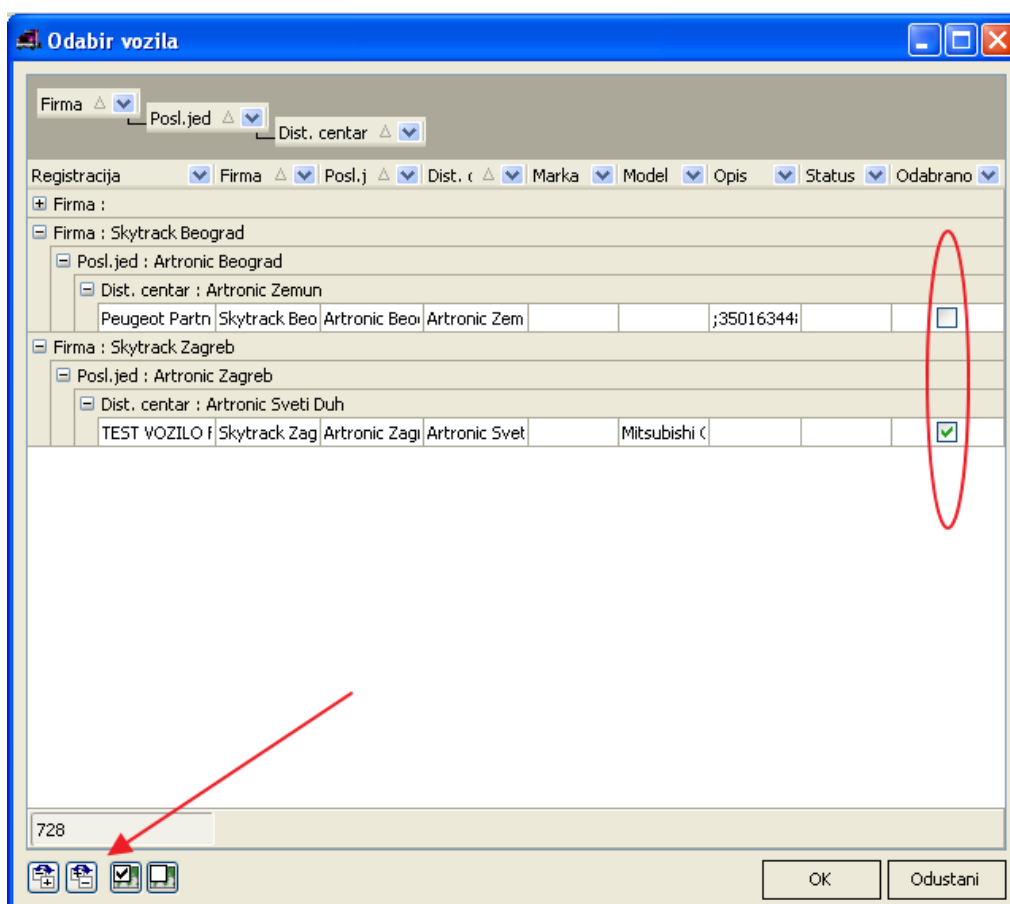 Odabir vozila
Firma
Posl.jed
Dist. centar
Registracija Firma Posl.j Dist. Marka Model Opis Status Odabrano
Firma :
Firma : Skytrack Beograd
Posl.jed : Artronic Beograd
Dist. centar : Artronic Zemun
Peugeot Partn Skytrack Beo Artronic Beo Artronic Zem ;35016344
Firma : Skytrack Zagreb
Posl.jed : Artronic Zagreb
Dist. centar : Artronic Sveti Duh
TEST VOZILO Skytrack Zag Artronic Zag Artronic Svet Mitsubishi
728
OK Odustani